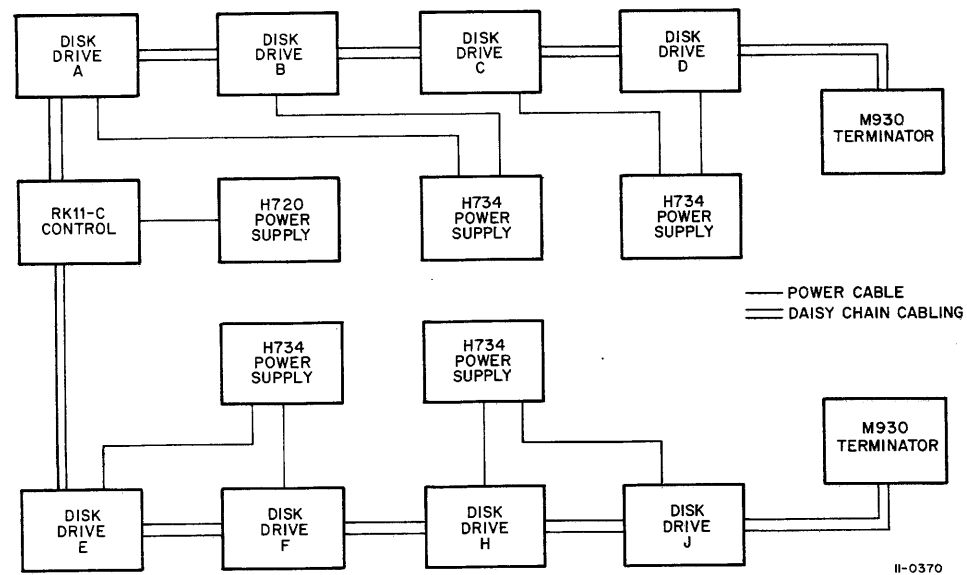 DISK
DRIVE
A
DISK
DRIVE
B
DISK
DRIVE
C
DISK
DRIVE
D
M930
TERMINATOR
RK11-C
CONTROL
H720
POWER
SUPPLY
H734
POWER
SUPPLY
H734
POWER
SUPPLY
POWER CABLE
DAISY CHAIN CABLING
H734
POWER
SUPPLY
H734
POWER
SUPPLY
M930
TERMINATOR
DISK
DRIVE
E
DISK
DRIVE
F
DISK
DRIVE
H
DISK
DRIVE
J
II-0370